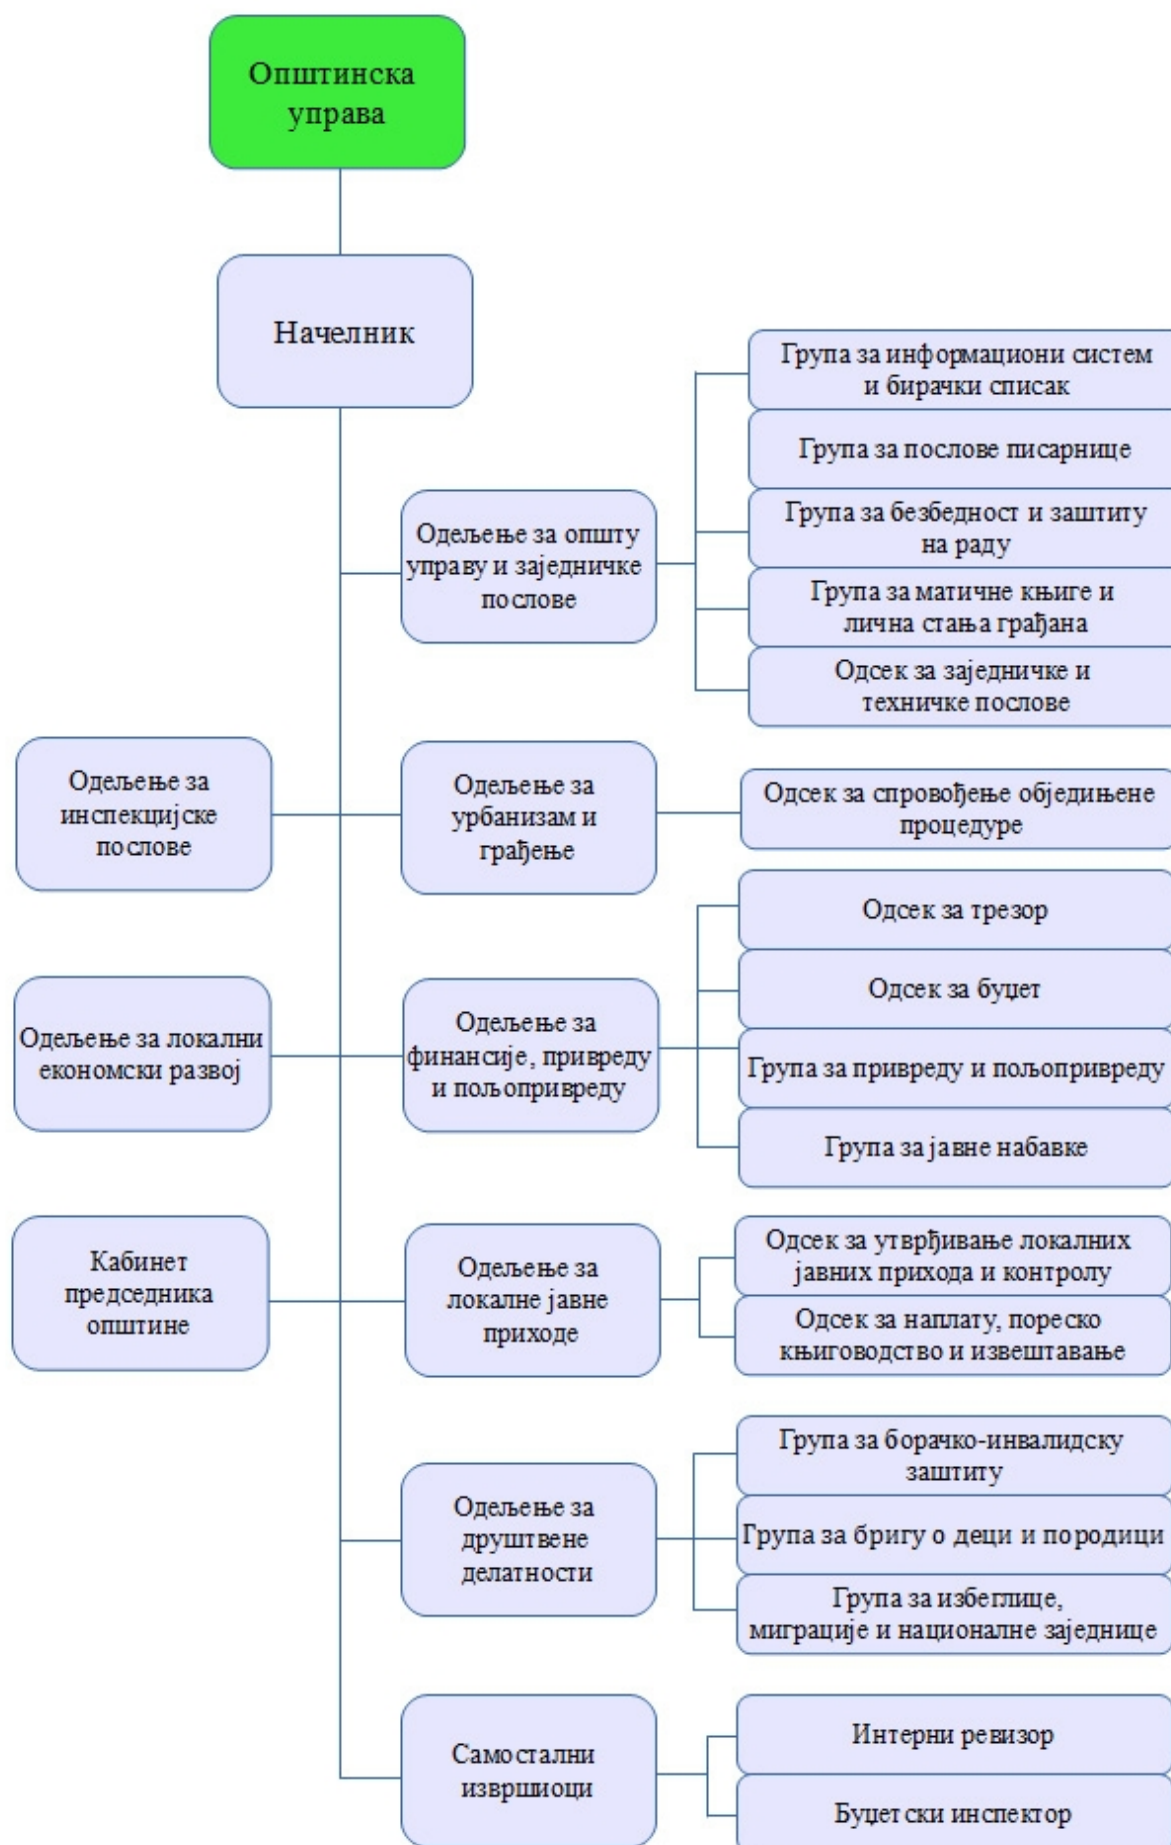 Општинска
управа
Начелник
Група за информациони систем
и бирачки списак
Група за послове писарнице
Одељење за општу
управу и заједничке
послове
Група за безбедност и заштиту
на раду
Група за матичне књиге и
лична стања грађана
Одсек за заједничке и
техничке послове
Одељење за
инспекцијске
послове
Одељење за
урбанизам и
грађење
Одсек за спровођење обједињене
процедуре
Одељење за локални
економски развој
Одељење за
финансије, привреду
и пољопривреду
Одсек за трезор
Одсек за буџет
Група за привреду и пољопривреду
Група за јавне набавке
Кабинет
председника
општине
Одељење за
локалне јавне
приходе
Одсек за утврђивање локалних
јавних прихода и контролу
Одсек за наплату, пореско
књиговодство и извештавање
Одељење за
друштвене
делатности
Група за борачко-инвалидску
заштиту
Група за бригу о деци и породици
Група за избеглице,
миграције и националне заједнице
Самостални
извршиоци
Интерни ревизор
Буџетски инспектор